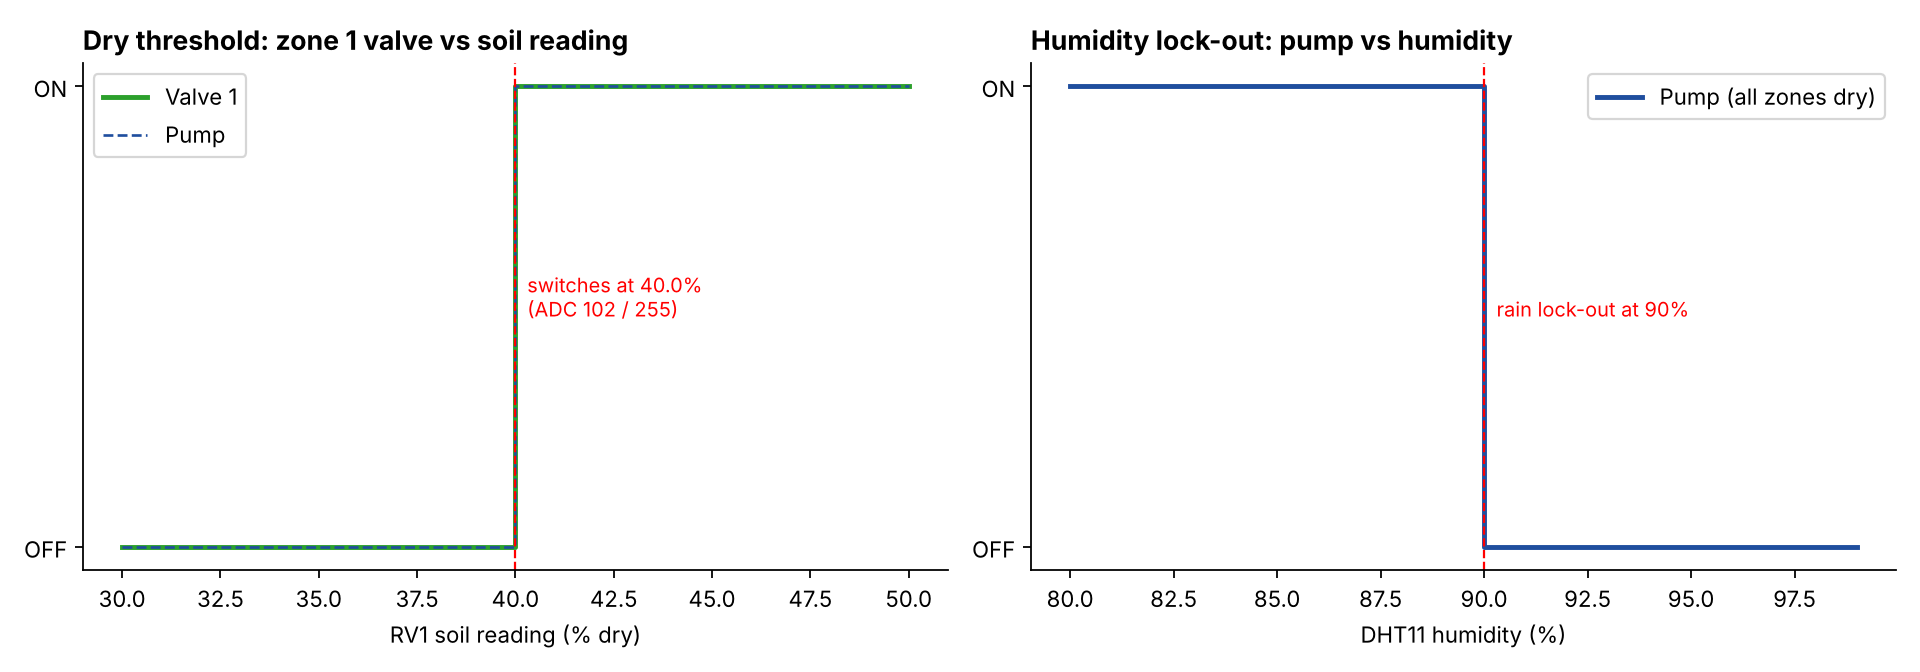 Dry threshold: zone 1 valve vs soil reading
ON
OFF
Valve 1
Pump
switches at 40.0%
(ADC 102 / 255)
30.0 32.5 35.0 37.5 40.0 42.5 45.0 47.5 50.0
RV1 soil reading (% dry)
Humidity lock-out: pump vs humidity
ON
OFF
Pump (all zones dry)
rain lock-out at 90%
80.0 82.5 85.0 87.5 90.0 92.5 95.0 97.5
DHT11 humidity (%)